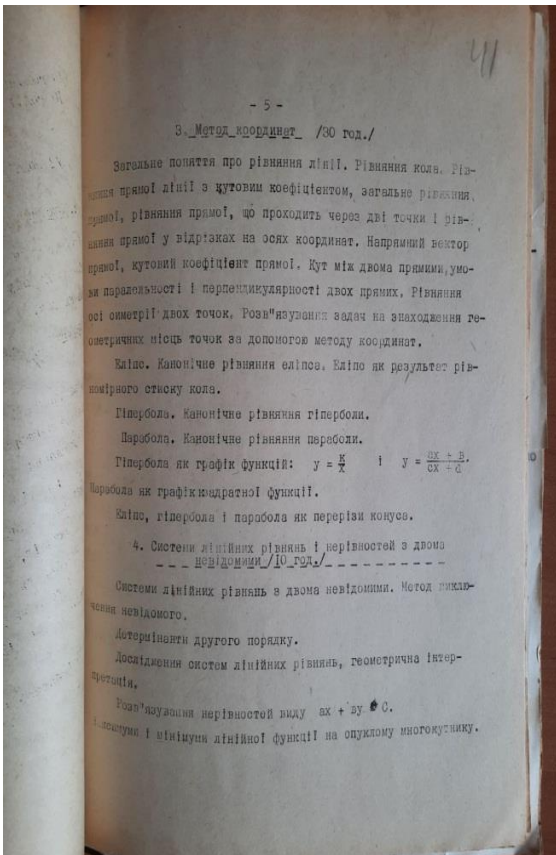 41
- 5 -
3. Метод координат /30 год./
Загальне поняття про рівняння лінії. Рівняння кола. Рів-
няння прямої лінії з кутовим коефіцієнтом, загальне рівняння
прямої, рівняння прямої, що проходить через дві точки і рів-
няння прямої у відрізках на осях координат. Напрямний вектор
прямої, кутовий коефіцієнт прямої. Кут між двома прямими, умо-
ви паралельності і перпендикулярності двох прямих. Рівняння
осі симетрії двох точок. Розв"язування задач на знаходження ге-
ометричних місць точок за допомогою методу координат.
Еліпс. Канонічне рівняння еліпса. Еліпс як результат рів-
номірного стиску кола.
Гіпербола. Канонічне рівняння гіперболи.
Парабола. Канонічне рівняння параболи.
Гіпербола як графік функцій: у = к/х і у = ах + в/сх + d.
Парабола як графік квадратної функції.
Еліпс, гіпербола і парабола як перерізи конуса.
4. Системи лінійних рівнянь і нерівностей з двома
невідомими /10 год./
Системи лінійних рівнянь з двома невідомими. Метод виклю-
чення невідомого.
Детермінанти другого порядку.
Дослідження систем лінійних рівнянь, геометрична інтер-
претація.
Розв"язування нерівностей виду ах + ву С.
і мінімуми лінійної функції на опуклому многокутнику.